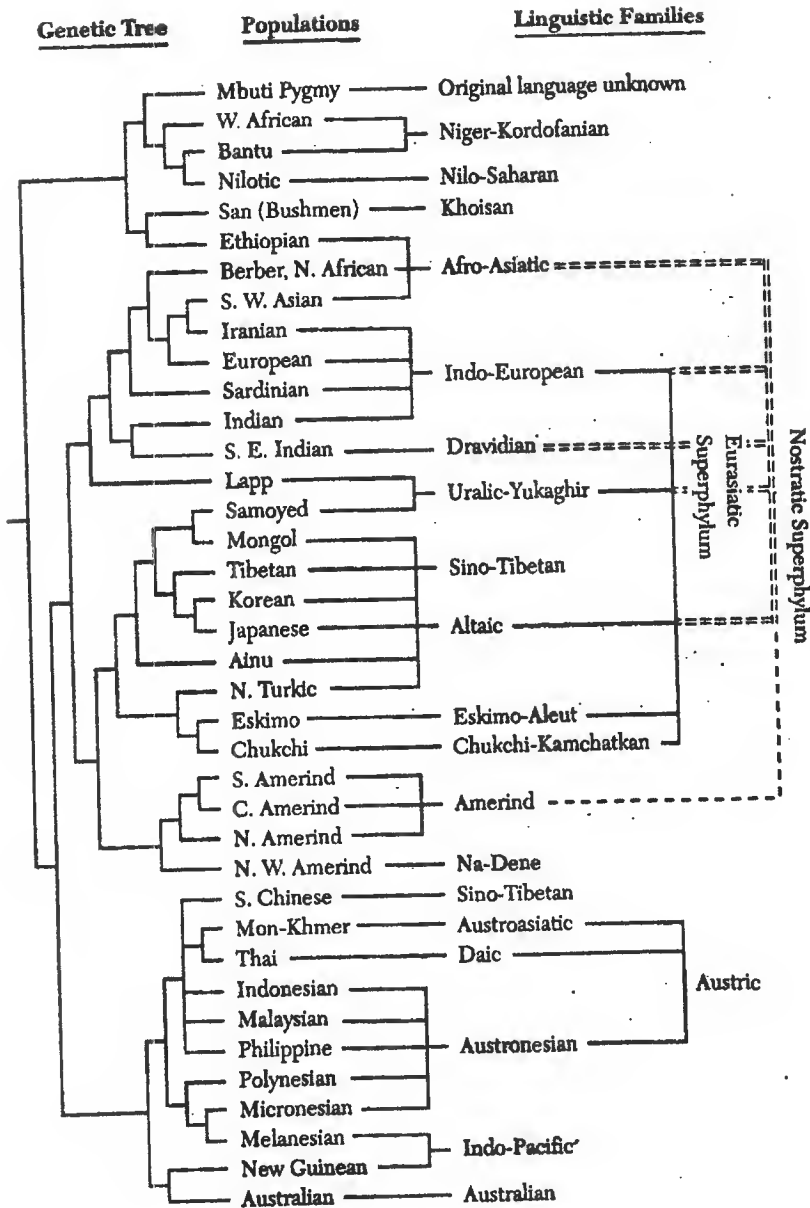 Genetic Tree Populations Linguistic Families
Mbuti Pygmy Original language unknown
W. African
Niger-Kordofanian
Bantu
Nilotic Nilo-Saharan
San (Bushmen) Khoisan
Ethiopian
Berber, N. African Afro-Asiatic
S. W. Asian
Iranian
European Indo-European
Sardinian
Indian
S. E. Indian Dravidian
Lapp
Uralic-Yukaghir
Samoyed
Mongol
Tibetan Sino-Tibetan
Korean
Japanese Altaic
Ainu
N. Turkic
Eskimo Eskimo-Aleut
Chukchi Chukchi-Kamchatkan
Eurasiatic
Superphylum
Nostratic Superphylum
S. Amerind
C. Amerind Amerind
N. Amerind
N. W. Amerind Na-Dene
S. Chinese Sino-Tibetan
Mon-Khmer Austroasiatic
Thai Daic
Austric
Indonesian
Malaysian
Philippine Austronesian
Polynesian
Micronesian
Melanesian
Indo-Pacific
New Guinean
Australian Australian